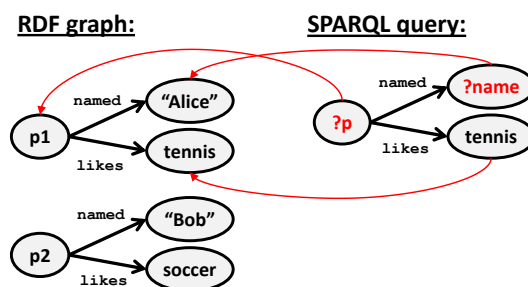 RDF graph:
SPARQL query:
named
"Alice"
p1
likes
tennis
named
?name
?p
likes
tennis
named
"Bob"
p2
likes
soccer